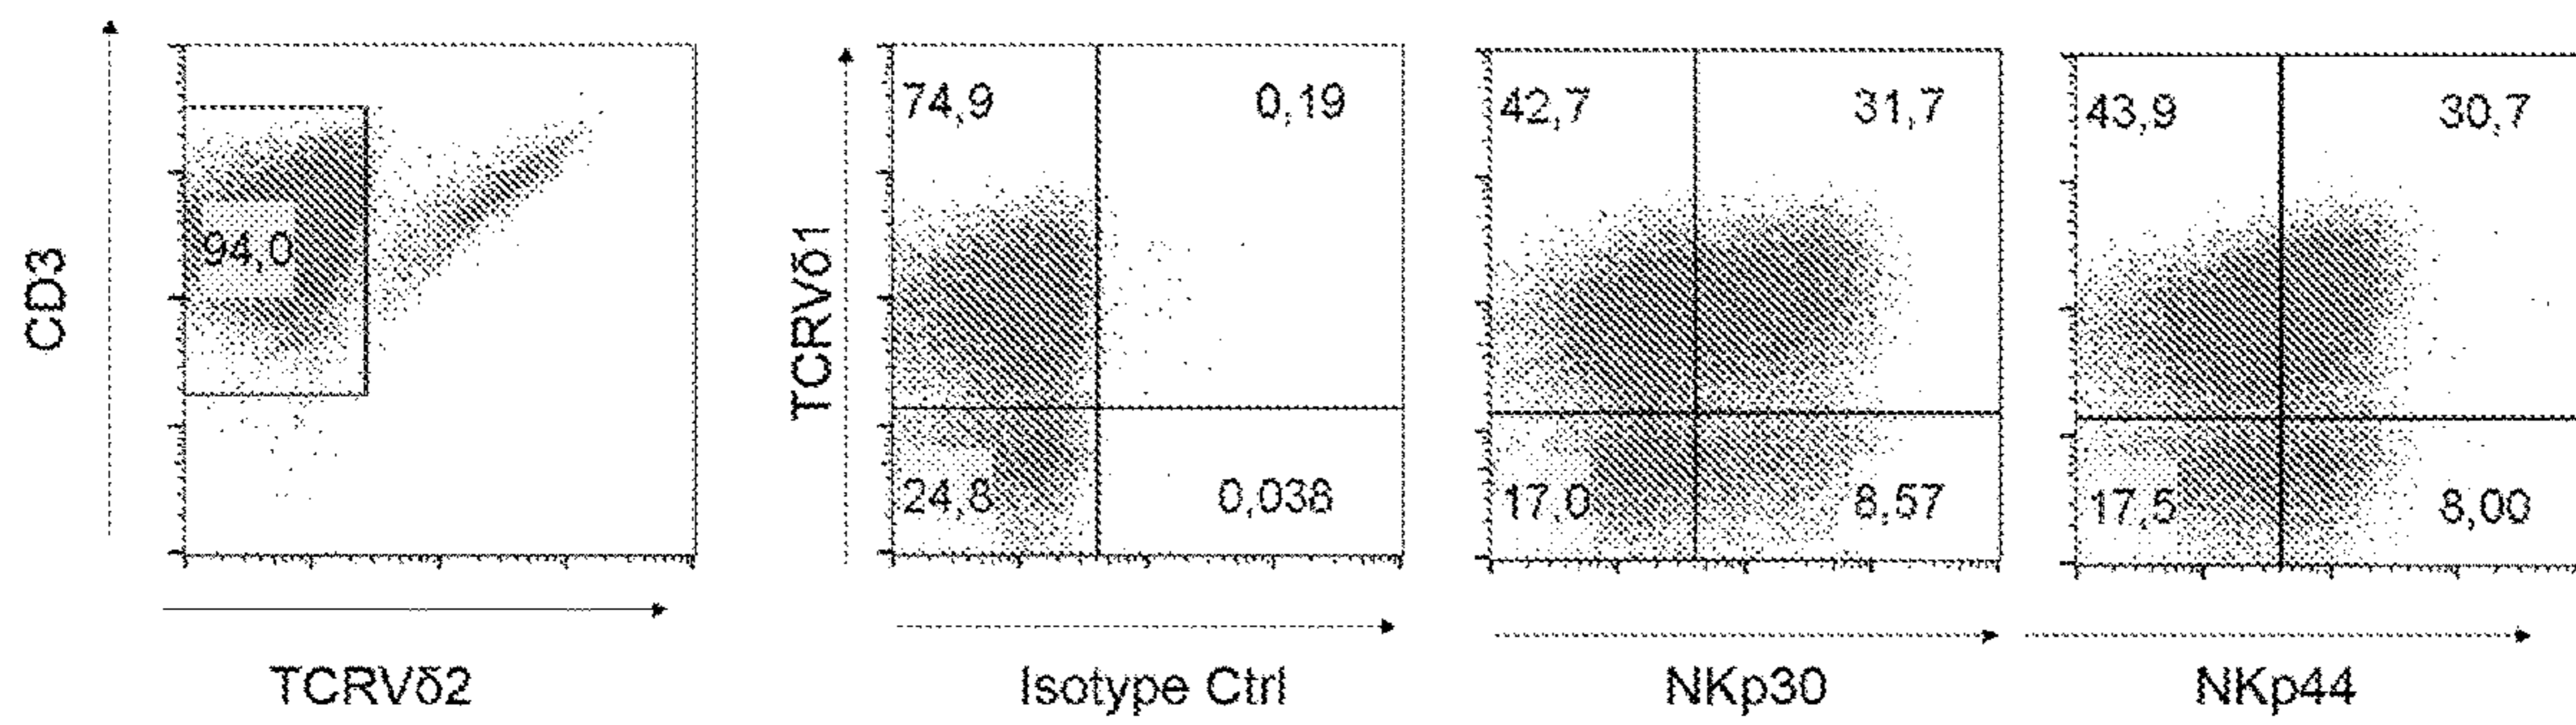 CD3
94,0
TCRVδ2
TCRVδ1
74,9
0,19
24,8
0,036
Isotype Ctrl
42,7
31,7
17,0
8,57
NKp30
43,9
30,7
17,5
8,00
NKp44